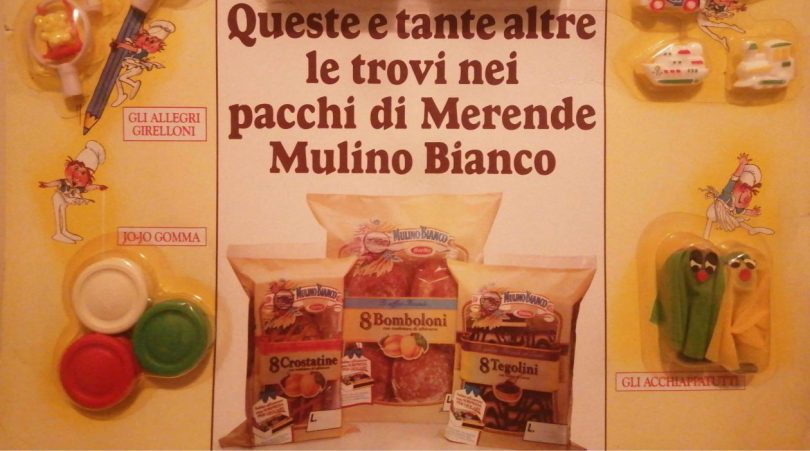 Queste e tante altre
le trovi nei
pacchi di Merende
Mulino Bianco
GLI ALLEGRI
GIRELLONI
JO-JO GOMMA
GLI ACCHIAPPATUTTI
MULINO BIANCO
8 Bomboloni
MULINO BIANCO
8 Crostatine
L.
MULINO BIANCO
8 Tegolini
L.